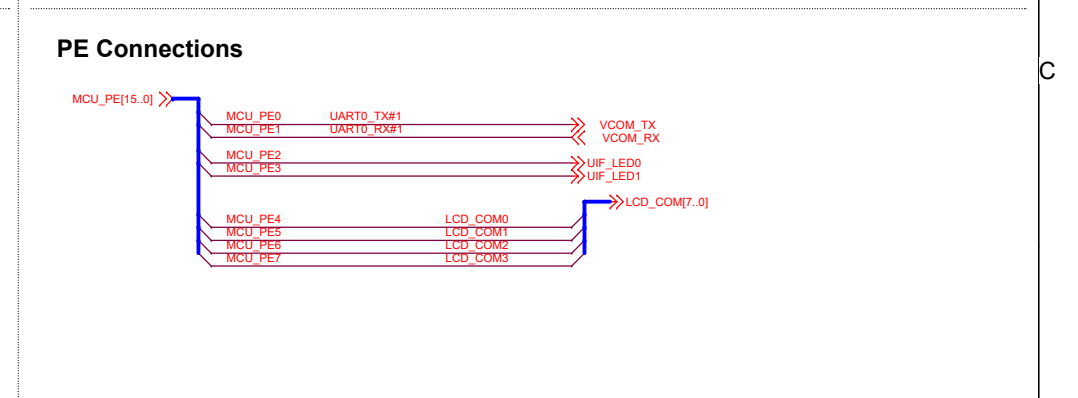 PE Connections
C
MCU_PE[15..0]
MCU_PE0 UART0_TX#1 VCOM_TX
MCU_PE1 UART0_RX#1 VCOM_RX
MCU_PE2 UIF_LED0
MCU_PE3 UIF_LED1
LCD_COM[7..0]
MCU_PE4 LCD_COM0
MCU_PE5 LCD_COM1
MCU_PE6 LCD_COM2
MCU_PE7 LCD_COM3